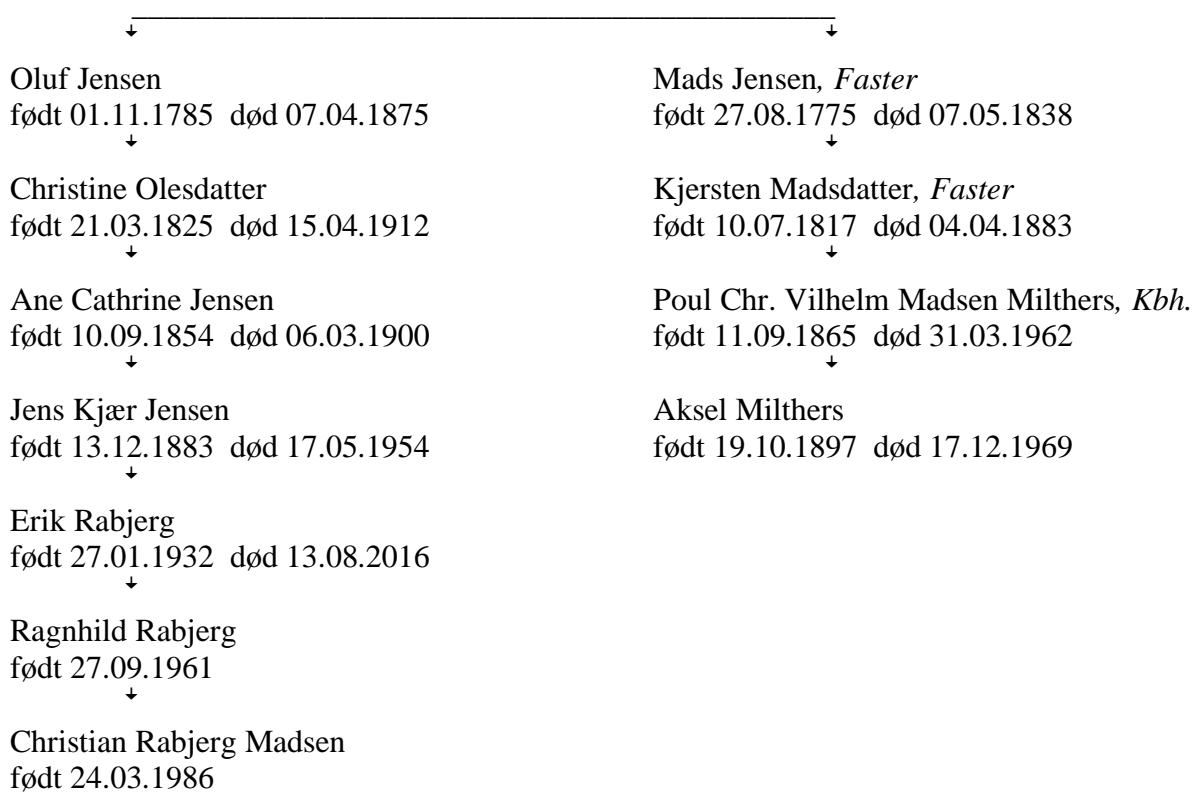 Oluf Jensen
født 01.11.1785 død 07.04.1875
Christine Olesdatter
født 21.03.1825 død 15.04.1912
Ane Cathrine Jensen
født 10.09.1854 død 06.03.1900
Jens Kjær Jensen
født 13.12.1883 død 17.05.1954
Erik Rabjerg
født 27.01.1932 død 13.08.2016
Ragnhild Rabjerg
født 27.09.1961
Christian Rabjerg Madsen
født 24.03.1986
Mads Jensen, Faster
født 27.08.1775 død 07.05.1838
Kjersten Madsdatter, Faster
født 10.07.1817 død 04.04.1883
Poul Chr. Vilhelm Madsen Milthers, Kbh.
født 11.09.1865 død 31.03.1962
Aksel Milthers
født 19.10.1897 død 17.12.1969